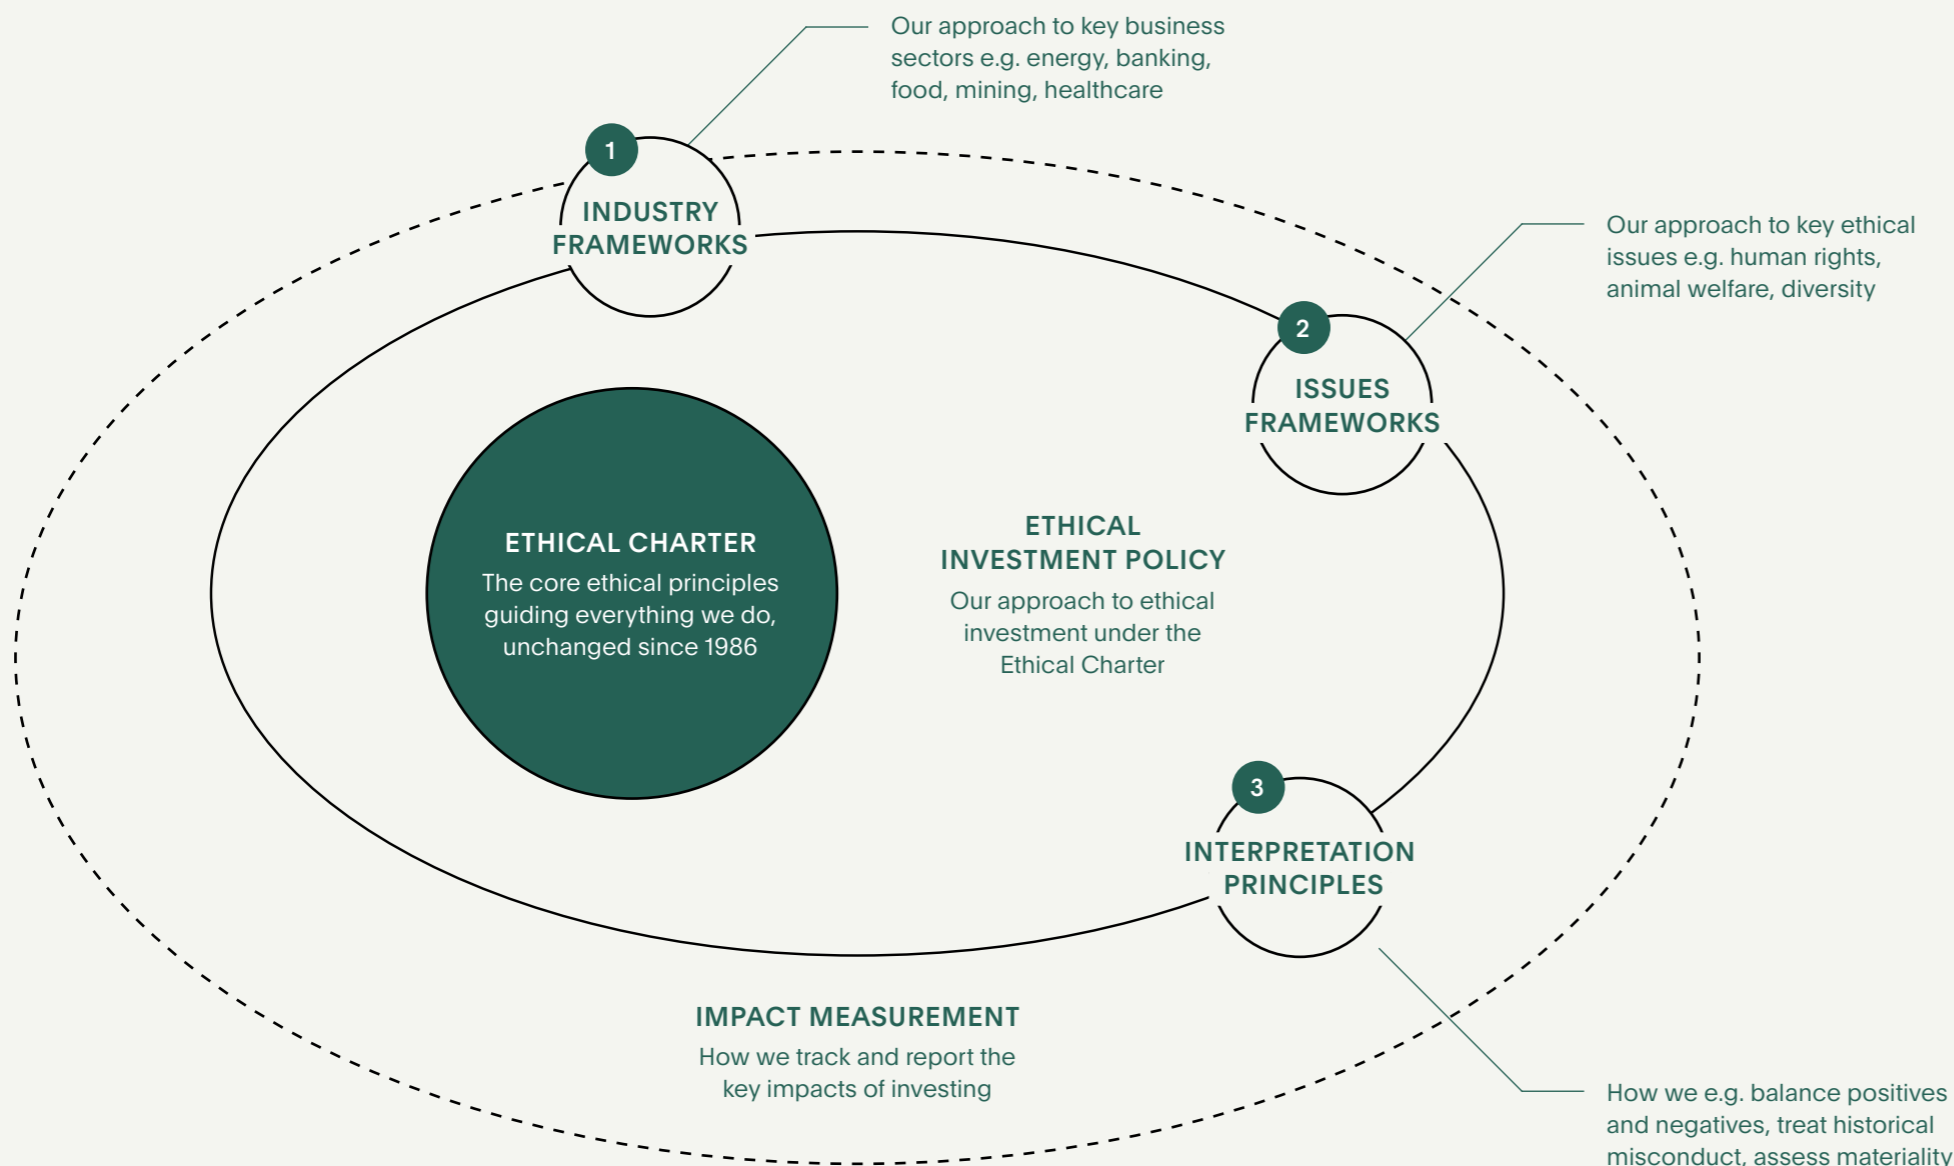 Our approach to key business
sectors e.g. energy, banking,
food, mining, healthcare
1
INDUSTRY
FRAMEWORKS
Our approach to key ethical
issues e.g. human rights,
animal welfare, diversity
2
ISSUES
FRAMEWORKS
ETHICAL CHARTER
The core ethical principles
guiding everything we do,
unchanged since 1986
ETHICAL
INVESTMENT POLICY
Our approach to ethical
investment under the
Ethical Charter
3
INTERPRETATION
PRINCIPLES
IMPACT MEASUREMENT
How we track and report the
key impacts of investing
How we e.g. balance positives
and negatives, treat historical
misconduct, assess materiality